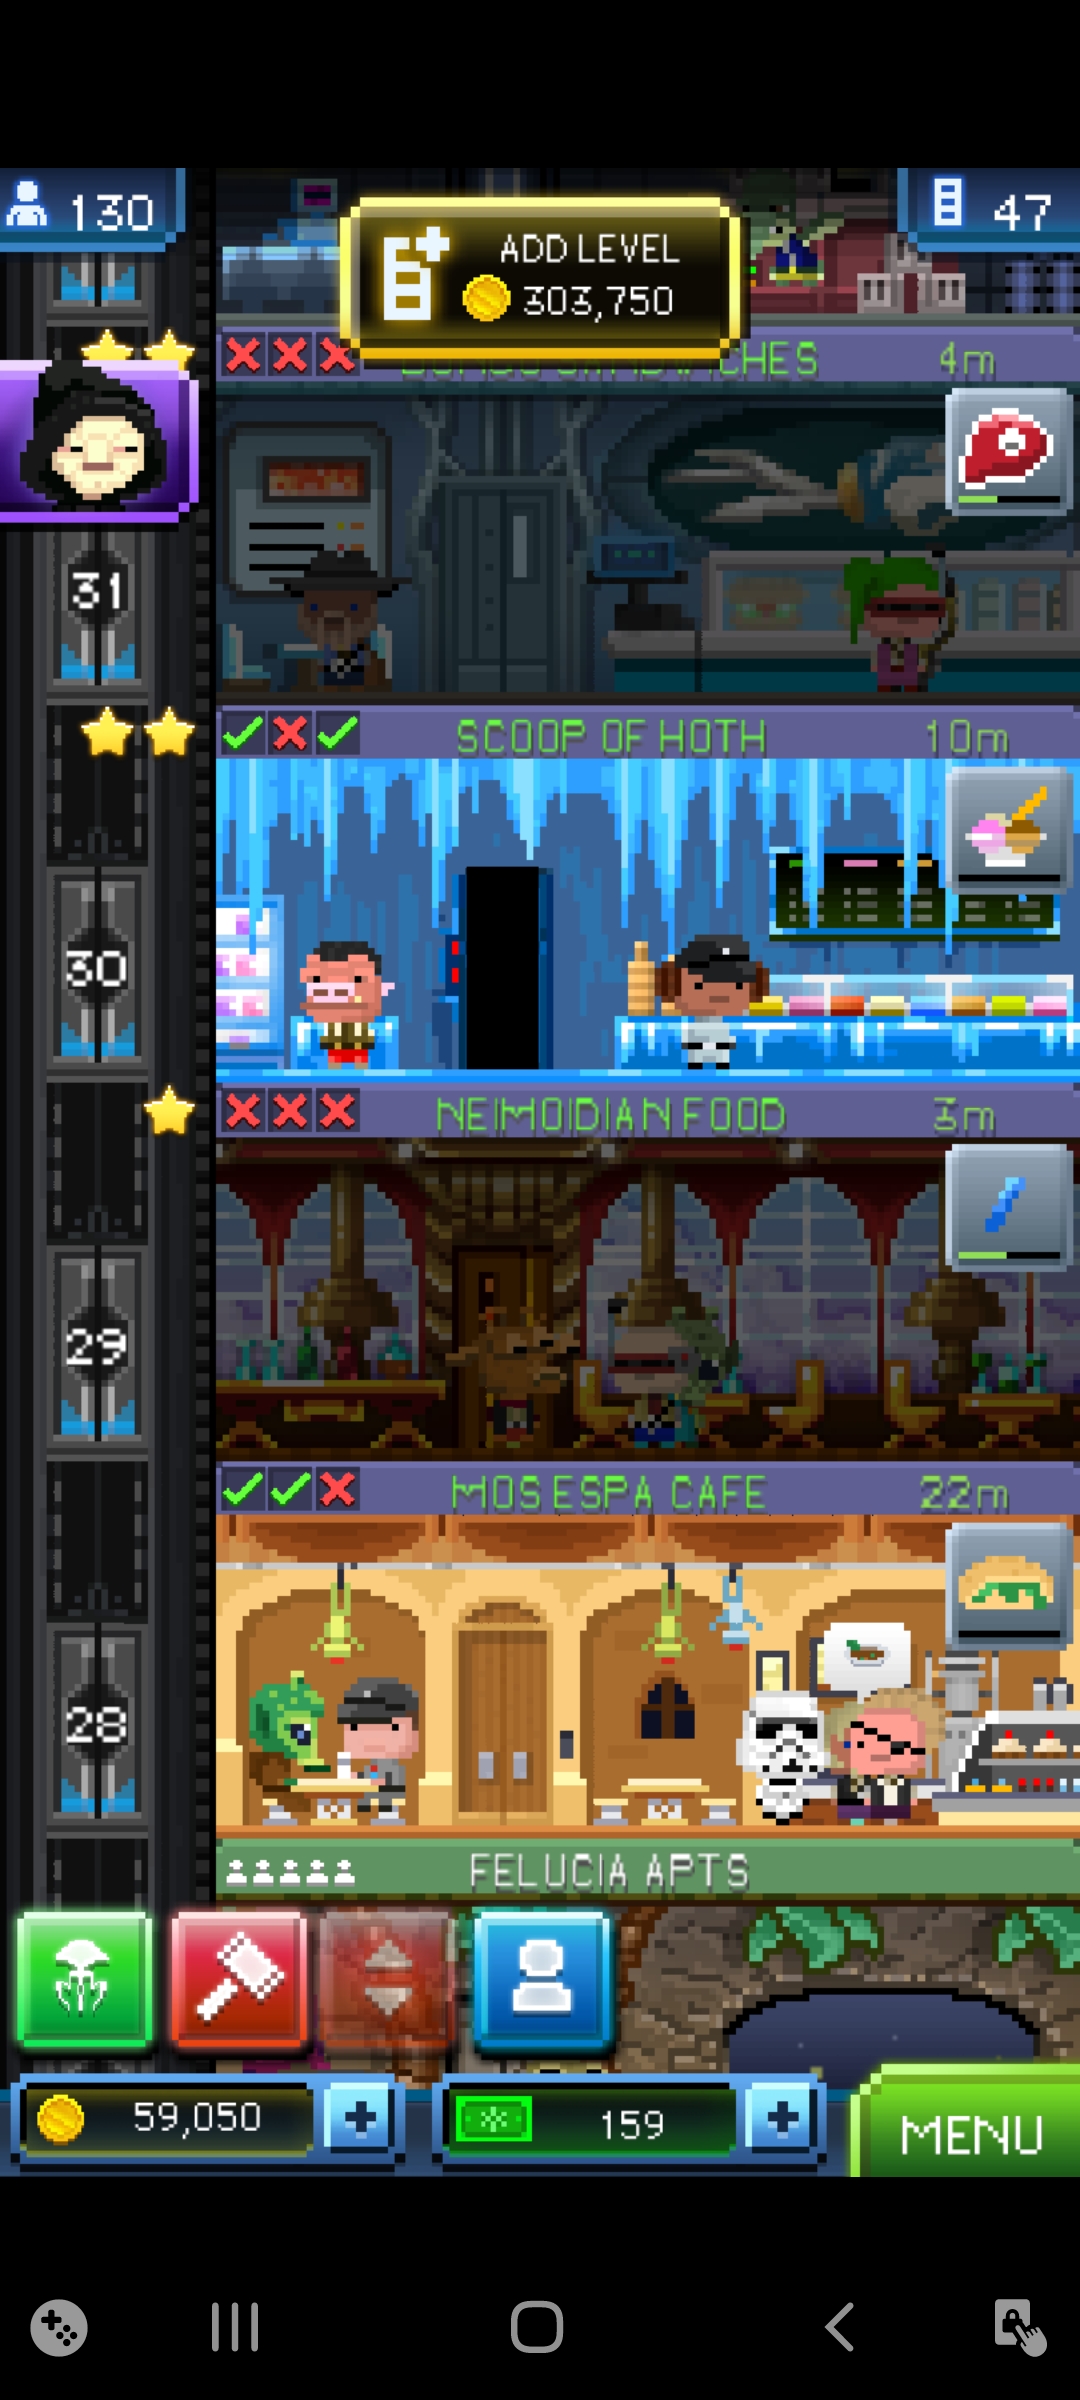 130
47
ADD LEVEL
303,750
4m
31
SCOOP OF HOTH
10m
30
NEIMOIDIAN FOOD
3m
29
MOS ESPA CAFE
22m
28
FELUCIA APTS
59,050
159
MENU